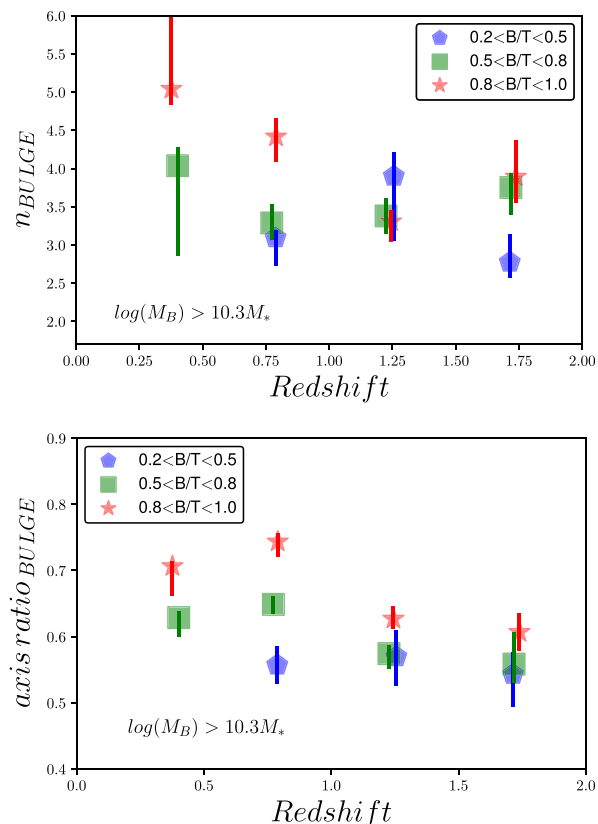 6.0
5.5
5.0
4.5
4.0
3.5
3.0
2.5
2.0
n_{BULGE}
0.2<B/T<0.5
0.5<B/T<0.8
0.8<B/T<1.0
log(M_B) > 10.3M_*
0.00 0.25 0.50 0.75 1.00 1.25 1.50 1.75 2.00
Redshift
0.9
0.8
0.7
0.6
0.5
0.4
axis ratio_{BULGE}
0.2<B/T<0.5
0.5<B/T<0.8
0.8<B/T<1.0
log(M_B) > 10.3M_*
0.0 0.5 1.0 1.5 2.0
Redshift